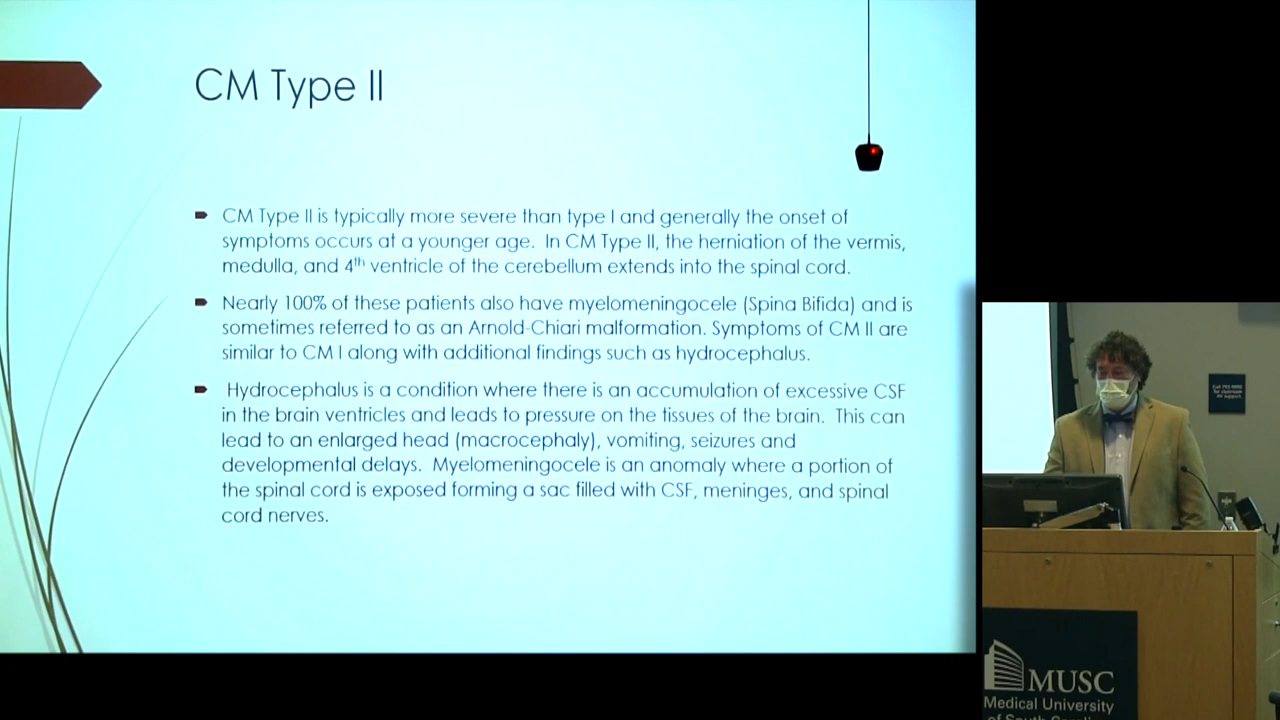 CM Type II
CM Type II is typically more severe than type I and generally the onset of
symptoms occurs at a younger age. In CM Type II, the herniation of the vermis,
medulla, and 4th ventricle of the cerebellum extends into the spinal cord.
Nearly 100% of these patients also have myelomeningocele (Spina Bifida) and is
sometimes referred to as an Arnold-Chiari malformation. Symptoms of CM II are
similar to CM I along with additional findings such as hydrocephalus.
Hydrocephalus is a condition where there is an accumulation of excessive CSF
in the brain ventricles and leads to pressure on the tissues of the brain. This can
lead to an enlarged head (macrocephaly), vomiting, seizures and
developmental delays. Myelomeningocele is an anomaly where a portion of
the spinal cord is exposed forming a sac filled with CSF, meninges, and spinal
cord nerves.
for classroom
AV support.
MUSC
Medical University
of South